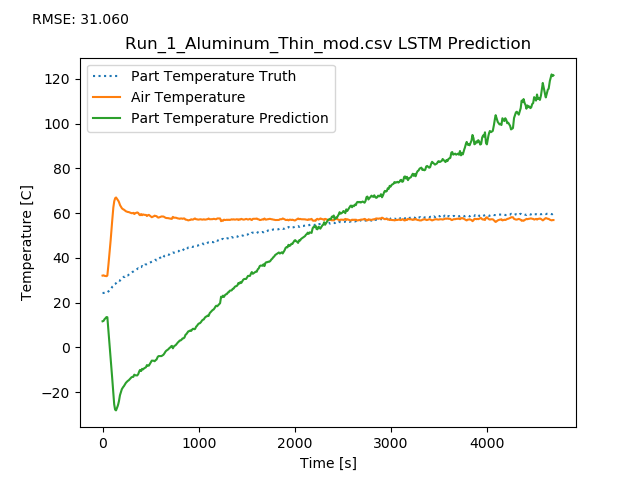 RMSE: 31.060
Run_1_Aluminum_Thin_mod.csv LSTM Prediction
Part Temperature Truth
Air Temperature
Part Temperature Prediction
Temperature [C]
120
100
80
60
40
20
0
−20
0
1000
2000
3000
4000
Time [s]